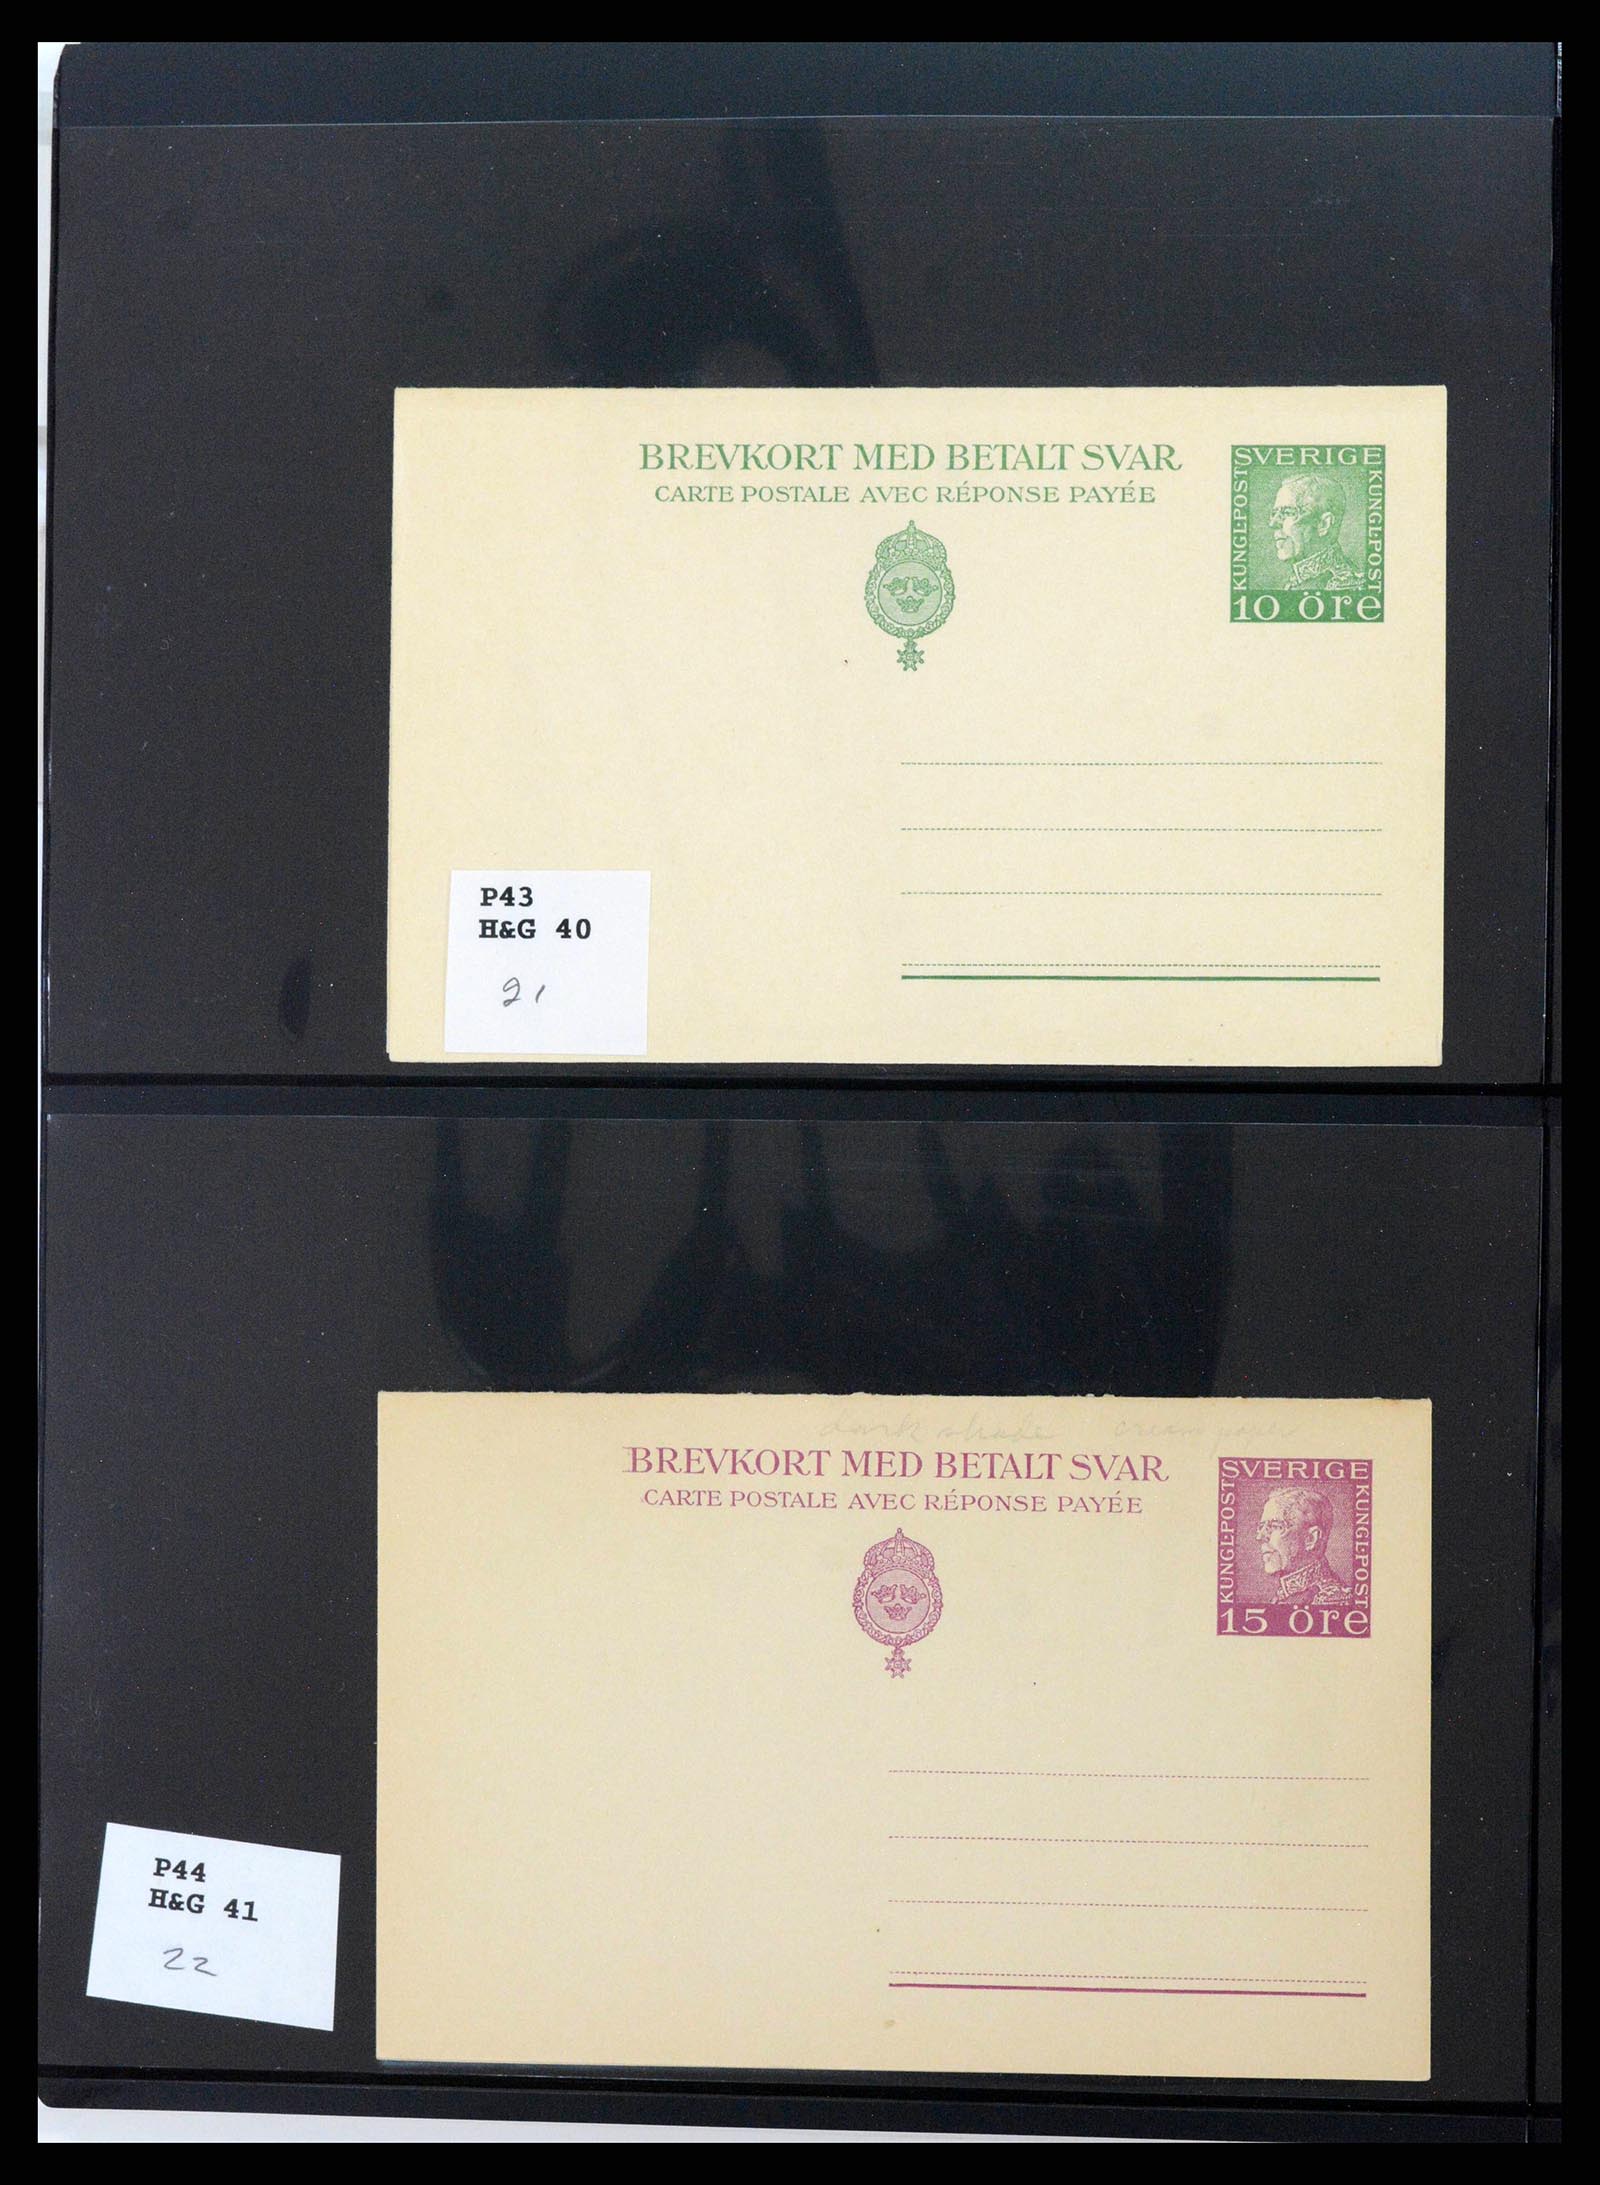 BREVKORT MED BETALT SVAR
CARTE POSTALE AVEC RÉPONSE PAYÉE
SVERIGE
KUNGL·POST
KUNGL·POST
10 öre
P43
H&G 40
21
dark shade cream paper
BREVKORT MED BETALT SVAR
CARTE POSTALE AVEC RÉPONSE PAYÉE
SVERIGE
KUNGL·POST
KUNGL·POST
15 öre
P44
H&G 41
22